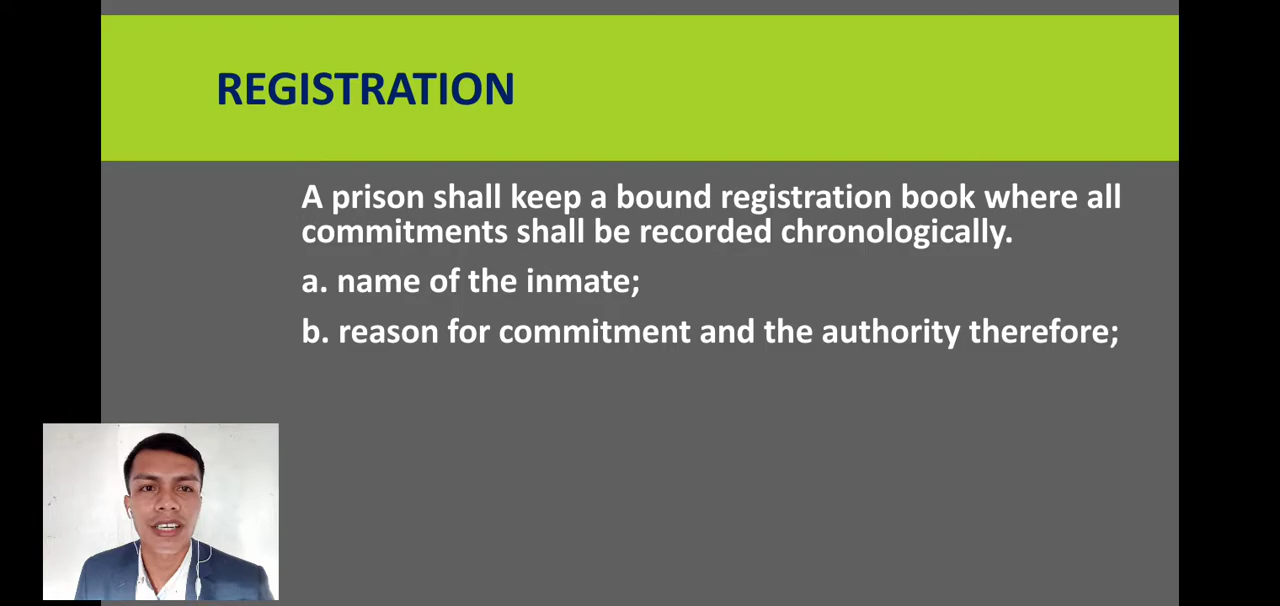 REGISTRATION
A prison shall keep a bound registration book where all
commitments shall be recorded chronologically.
a. name of the inmate;
b. reason for commitment and the authority therefore;